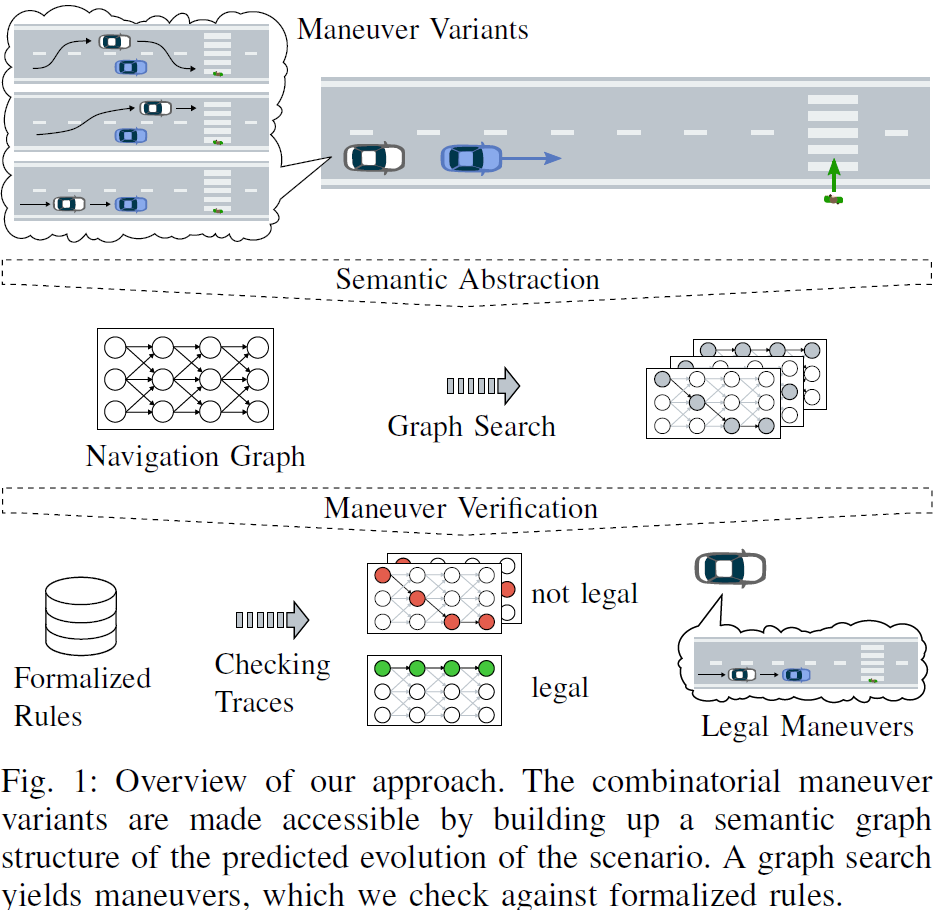 Maneuver Variants
Semantic Abstraction
Navigation Graph
Graph Search
Maneuver Verification
Formalized
Rules
Checking
Traces
not legal
legal
Legal Maneuvers
Fig. 1: Overview of our approach. The combinatorial maneuver
variants are made accessible by building up a semantic graph
structure of the predicted evolution of the scenario. A graph search
yields maneuvers, which we check against formalized rules.